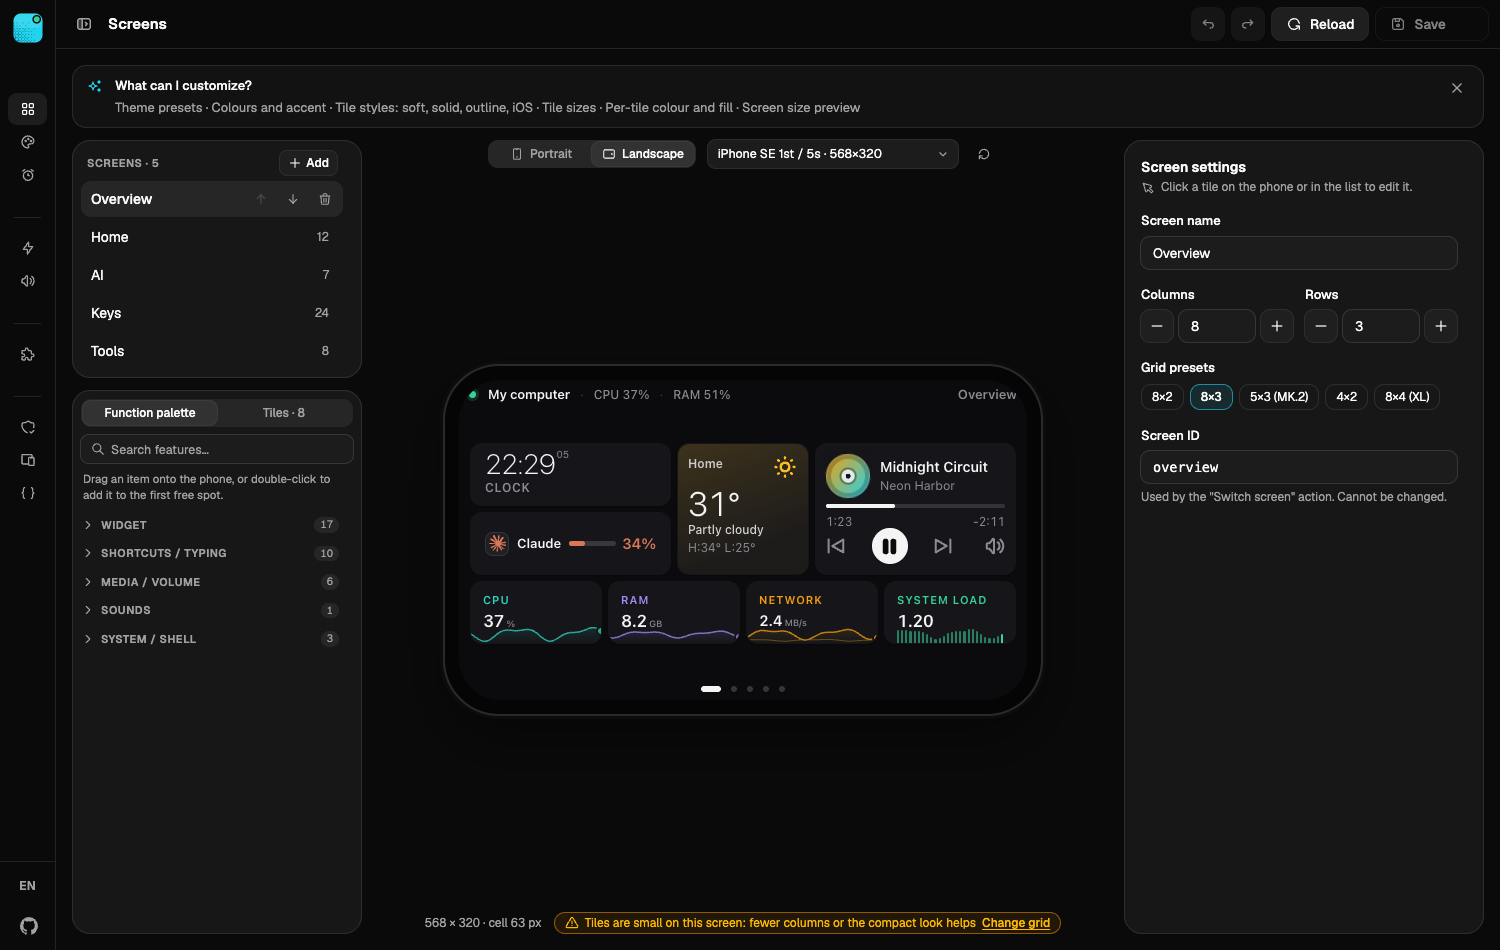 Screens
Reload
Save
What can I customize?
Theme presets · Colours and accent · Tile styles: soft, solid, outline, iOS · Tile sizes · Per-tile colour and fill · Screen size preview
SCREENS · 5
Add
Overview
Home 12
AI 7
Keys 24
Tools 8
Function palette
Tiles · 8
Search features...
Drag an item onto the phone, or double-click to
add it to the first free spot.
WIDGET 17
SHORTCUTS / TYPING 10
MEDIA / VOLUME 6
SOUNDS 1
SYSTEM / SHELL 3
EN
Portrait
Landscape
iPhone SE 1st / 5s · 568×320
My computer · CPU 37% · RAM 51%
Overview
22:29 05
CLOCK
Claude 34%
Home
31°
Partly cloudy
H:34° L:25°
Midnight Circuit
Neon Harbor
1:23 -2:11
CPU
37 %
RAM
8.2 GB
NETWORK
2.4 MB/s
SYSTEM LOAD
1.20
568 × 320 · cell 63 px
Tiles are small on this screen: fewer columns or the compact look helps Change grid
Screen settings
Click a tile on the phone or in the list to edit it.
Screen name
Overview
Columns
Rows
8
3
Grid presets
8×2 8×3 5×3 (MK.2) 4×2 8×4 (XL)
Screen ID
overview
Used by the "Switch screen" action. Cannot be changed.